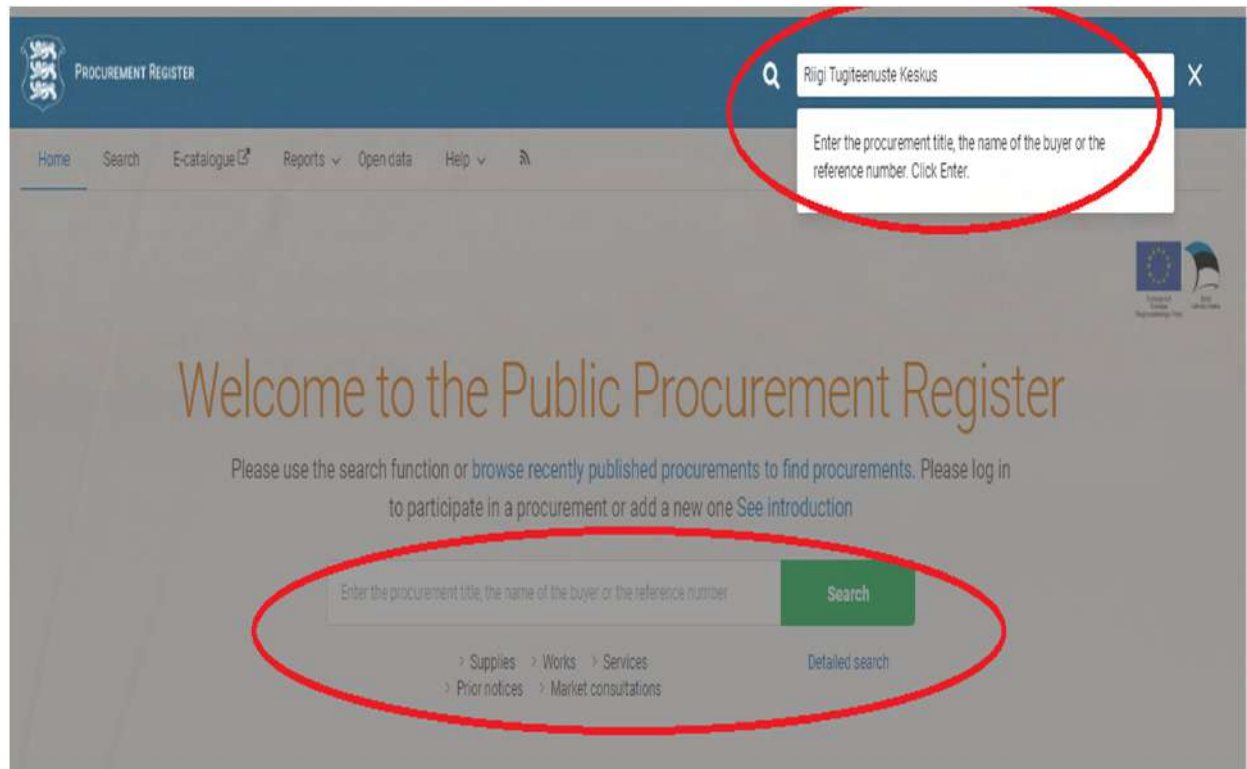 PROCUREMENT REGISTER
Riigi Tugiteenuste Keskus
X
Enter the procurement title, the name of the buyer or the
reference number. Click Enter.
Home Search E-catalogue Reports Open data Help
Welcome to the Public Procurement Register
Please use the search function or browse recently published procurements to find procurements. Please log in
to participate in a procurement or add a new one See introduction
Enter the procurement title, the name of the buyer or the reference number Search
> Supplies > Works > Services Detailed search
> Prior notices > Market consultations